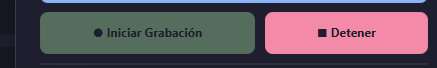 ● Iniciar Grabación
■ Detener